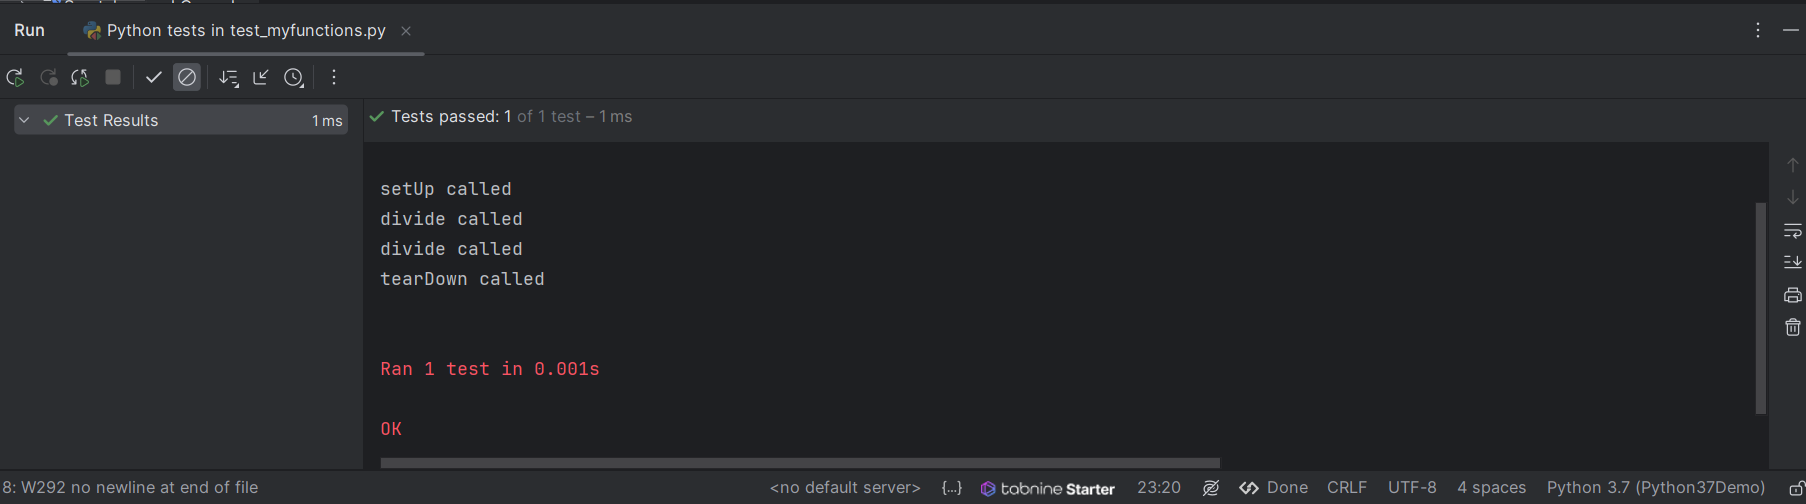 Run
Python tests in test_myfunctions.py
Test Results 1 ms
Tests passed: 1 of 1 test – 1 ms
setUp called
divide called
divide called
tearDown called
Ran 1 test in 0.001s
OK
8: W292 no newline at end of file
<no default server> {...} tabnine Starter 23:20 Done CRLF UTF-8 4 spaces Python 3.7 (Python37Demo)